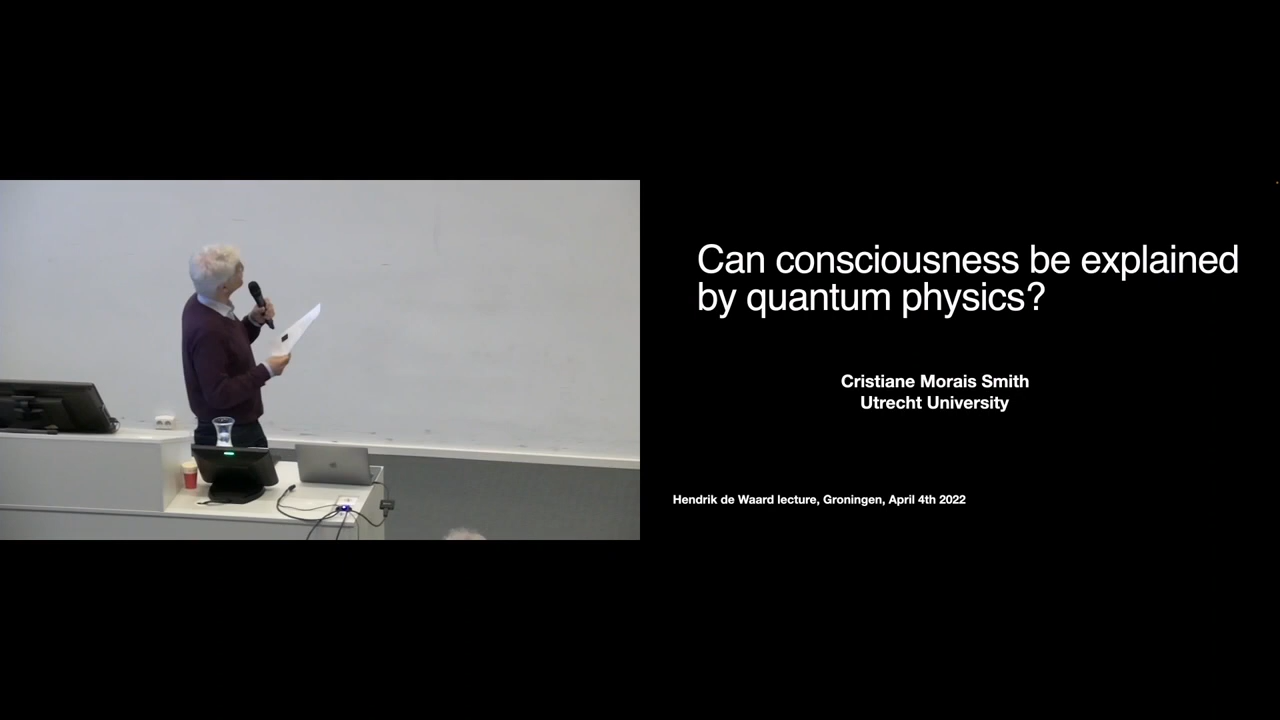 Can consciousness be explained
by quantum physics?
Cristiane Morais Smith
Utrecht University
Hendrik de Waard lecture, Groningen, April 4th 2022